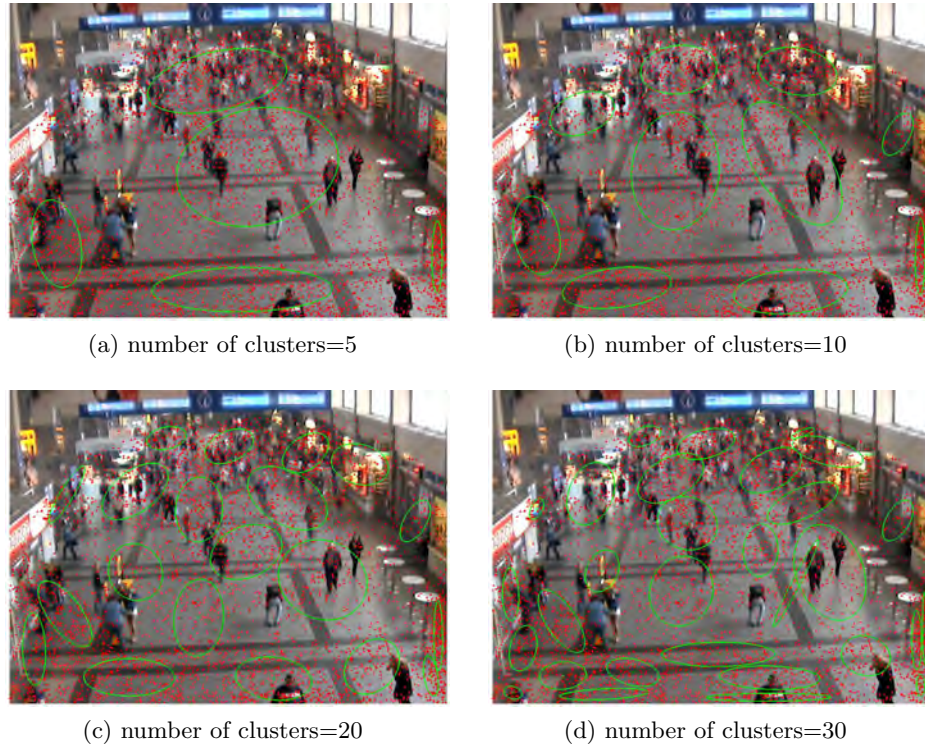 (a) number of clusters=5
(b) number of clusters=10
(c) number of clusters=20
(d) number of clusters=30